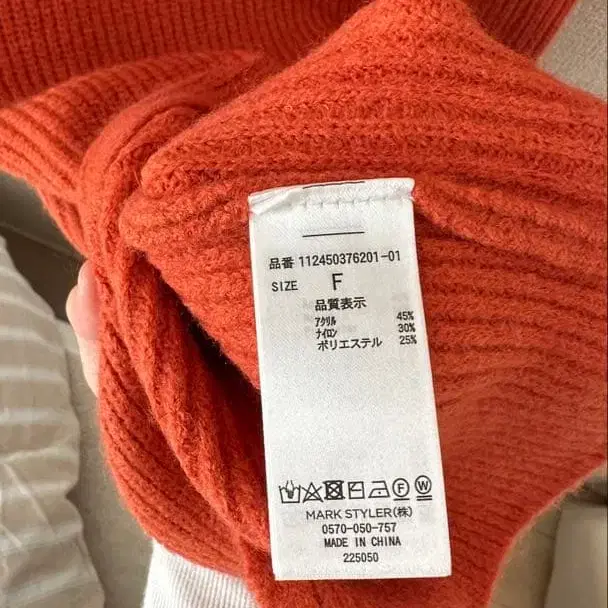 品番 112450376201-01
SIZE F
品質表示
ｱｸﾘﾙ 45%
ﾅｲﾛﾝ 30%
ポリエステル 25%
F W
MARK STYLER(株)
0570-050-757
MADE IN CHINA
225050